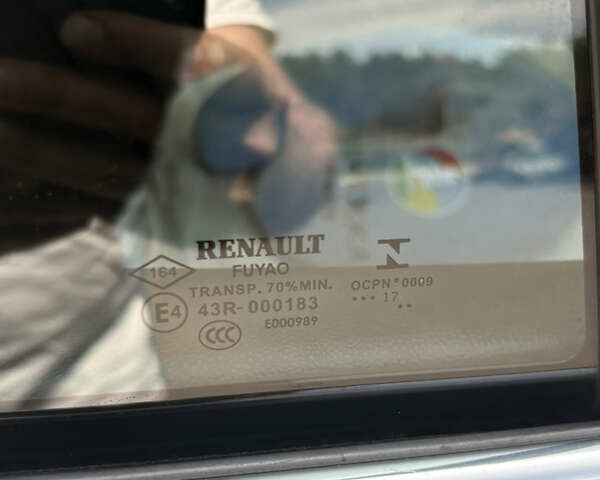 RENAULT
164 FUYAO
TRANSP. 70%MIN.
E4 43R-000183
E000989
CCC
OCPN°0009
••• 17 ••